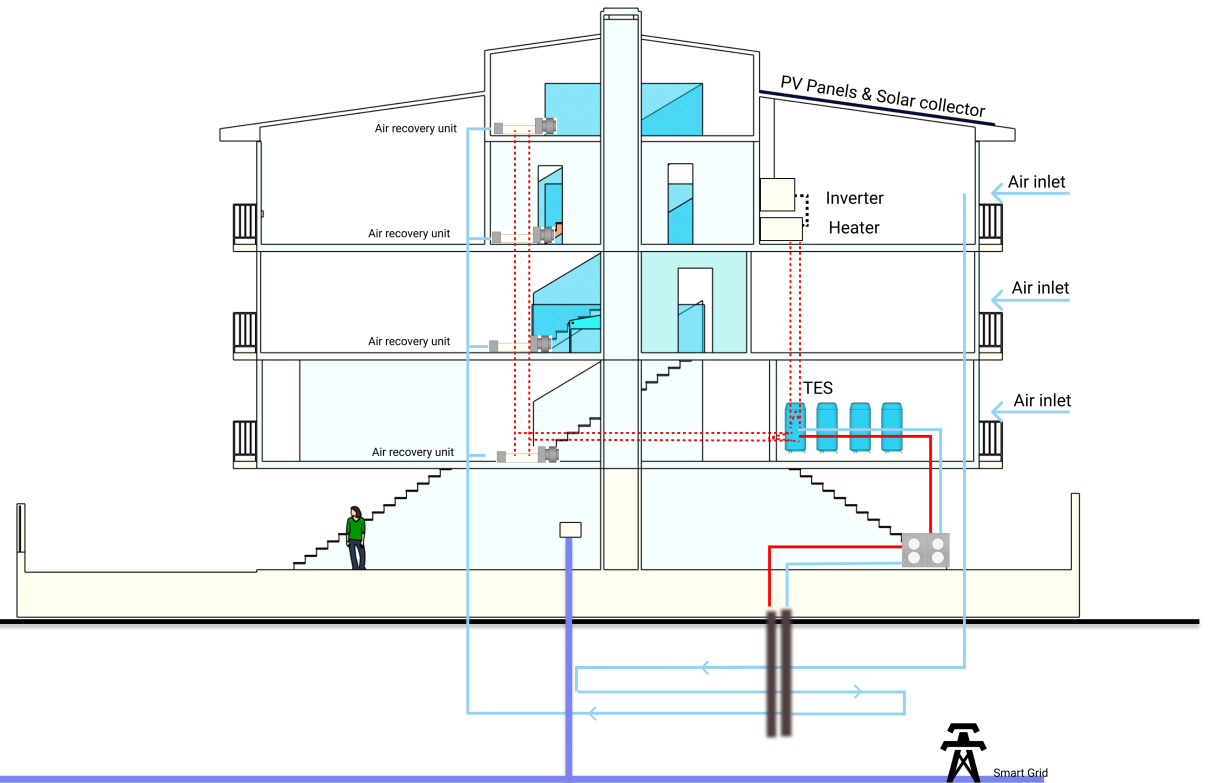 PV Panels & Solar collector
Air recovery unit
Air inlet
Inverter
Heater
Air recovery unit
Air inlet
Air recovery unit
TES
Air inlet
Air recovery unit
Smart Grid